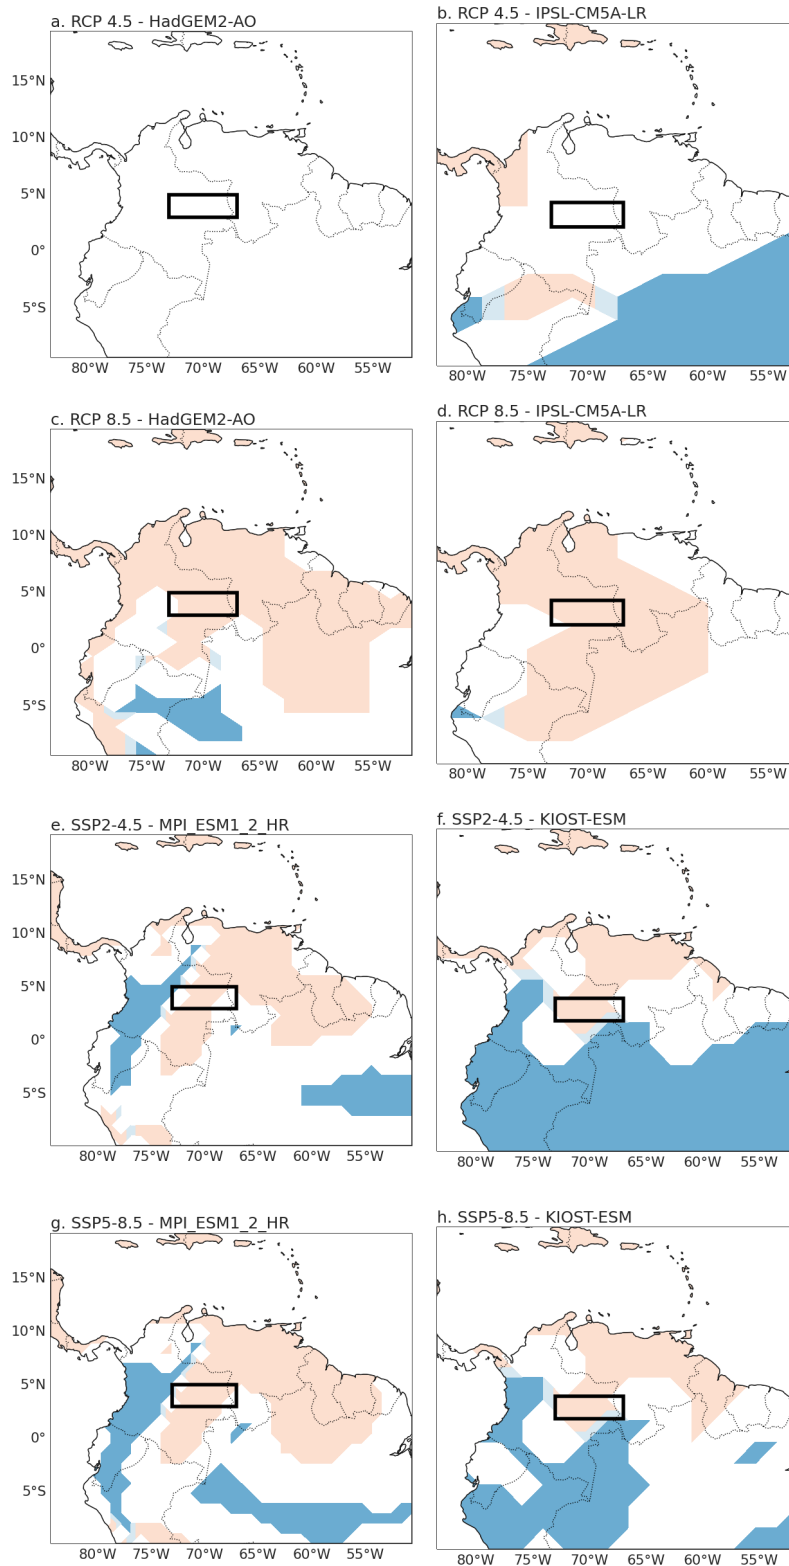 a. RCP 4.5 - HadGEM2-AO
15°N
10°N
5°N
0°
5°S
80°W 75°W 70°W 65°W 60°W 55°W
b. RCP 4.5 - IPSL-CM5A-LR
80°W 75°W 70°W 65°W 60°W 55°W
c. RCP 8.5 - HadGEM2-AO
15°N
10°N
5°N
0°
5°S
80°W 75°W 70°W 65°W 60°W 55°W
d. RCP 8.5 - IPSL-CM5A-LR
80°W 75°W 70°W 65°W 60°W 55°W
e. SSP2-4.5 - MPI_ESM1_2_HR
15°N
10°N
5°N
0°
5°S
80°W 75°W 70°W 65°W 60°W 55°W
f. SSP2-4.5 - KIOST-ESM
80°W 75°W 70°W 65°W 60°W 55°W
g. SSP5-8.5 - MPI_ESM1_2_HR
15°N
10°N
5°N
0°
5°S
80°W 75°W 70°W 65°W 60°W 55°W
h. SSP5-8.5 - KIOST-ESM
80°W 75°W 70°W 65°W 60°W 55°W